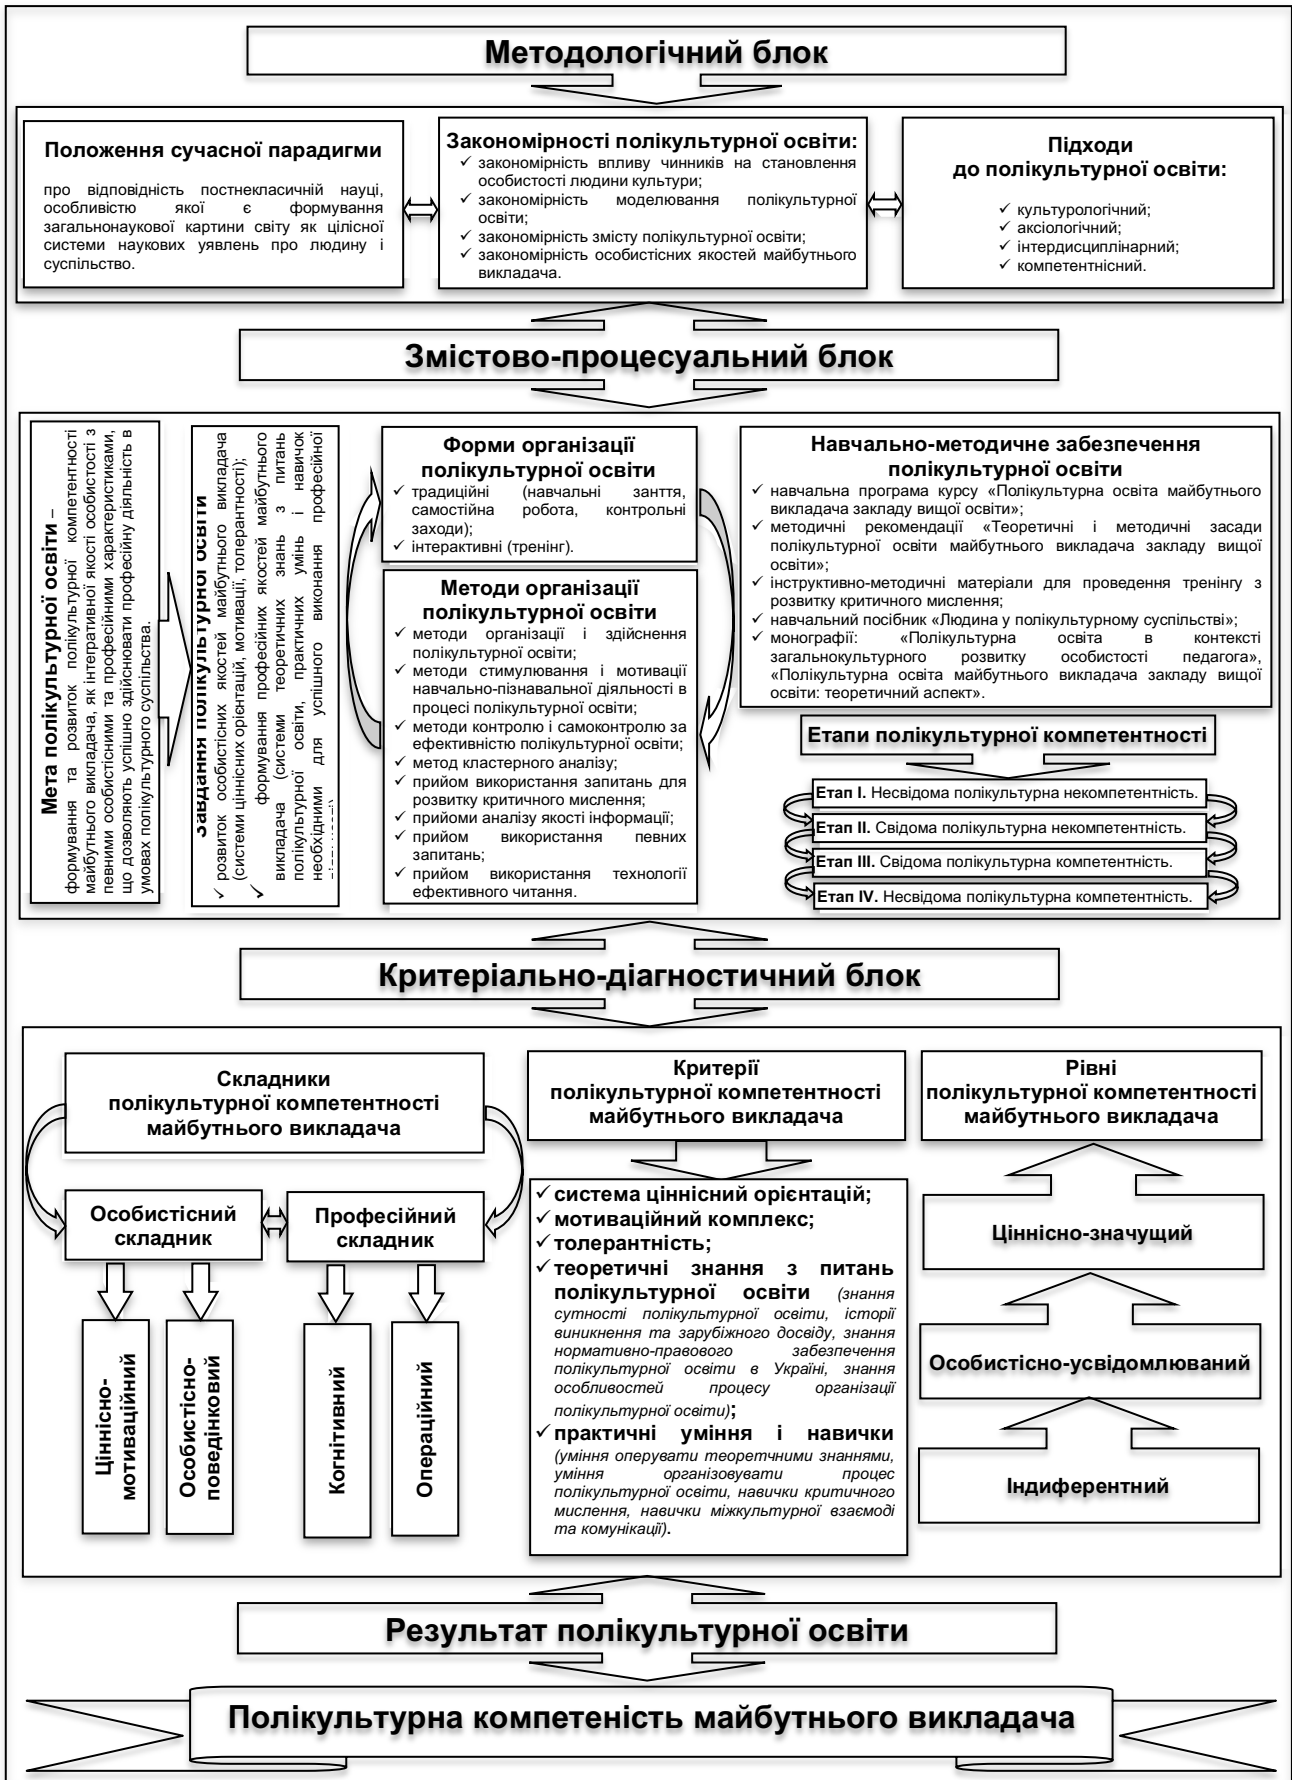 Методологічний блок
Положення сучасної парадигми
про відповідність постнекласичній науці,
особливістю якої є формування
загальнонаукової картини світу як цілісної
системи наукових уявлень про людину і
суспільство.
Закономірності полікультурної освіти:
✓ закономірність впливу чинників на становлення
особистості людини культури;
✓ закономірність моделювання полікультурної
освіти;
✓ закономірність змісту полікультурної освіти;
✓ закономірність особистісних якостей майбутнього
викладача.
Підходи
до полікультурної освіти:
✓ культурологічний;
✓ аксіологічний;
✓ інтердисциплінарний;
✓ компетентнісний.
Змістово-процесуальний блок
Мета полікультурної освіти –
формування та розвиток полікультурної компетентності
майбутнього викладача, як інтегративної якості особистості з
певними особистісними та професійними характеристиками,
що дозволяють успішно здійснювати професійну діяльність в
умовах полікультурного суспільства.
Завдання полікультурної освіти
✓ розвиток особистісних якостей майбутнього викладача
(системи ціннісних орієнтацій, мотивації, толерантності);
✓ формування професійних якостей майбутнього
викладача (системи теоретичних знань з питань
полікультурної освіти, практичних умінь і навичок
необхідними для успішного виконання професійної
Форми організації
полікультурної освіти
✓ традиційні (навчальні занття,
самостійна робота, контрольні
заходи);
✓ інтерактивні (тренінг).
Методи організації
полікультурної освіти
✓ методи організації і здійснення
полікультурної освіти;
✓ методи стимулювання і мотивації
навчально-пізнавальної діяльності в
процесі полікультурної освіти;
✓ методи контролю і самоконтролю за
ефективністю полікультурної освіти;
✓ метод кластерного аналізу;
✓ прийом використання запитань для
розвитку критичного мислення;
✓ прийоми аналізу якості інформації;
✓ прийом використання певних
запитань;
✓ прийом використання технології
ефективного читання.
Навчально-методичне забезпечення
полікультурної освіти
✓ навчальна програма курсу «Полікультурна освіта майбутнього
викладача закладу вищої освіти»;
✓ методичні рекомендації «Теоретичні і методичні засади
полікультурної освіти майбутнього викладача закладу вищої
освіти»;
✓ інструктивно-методичні матеріали для проведення тренінгу з
розвитку критичного мислення;
✓ навчальний посібник «Людина у полікультурному суспільстві»;
✓ монографії: «Полікультурна освіта в контексті
загальнокультурного розвитку особистості педагога»,
«Полікультурна освіта майбутнього викладача закладу вищої
освіти: теоретичний аспект».
Етапи полікультурної компетентності
Етап I. Несвідома полікультурна некомпетентність.
Етап II. Свідома полікультурна некомпетентність.
Етап III. Свідома полікультурна компетентність.
Етап IV. Несвідома полікультурна компетентність.
Критеріально-діагностичний блок
Складники
полікультурної компетентності
майбутнього викладача
Особистісний
складник
Професійний
складник
Ціннісно-
мотиваційний
Особистісно-
поведінковий
Когнітивний
Операційний
Критерії
полікультурної компетентності
майбутнього викладача
✓ система ціннісний орієнтацій;
✓ мотиваційний комплекс;
✓ толерантність;
✓ теоретичні знання з питань
полікультурної освіти (знання
сутності полікультурної освіти, історії
виникнення та зарубіжного досвіду, знання
нормативно-правового забезпечення
полікультурної освіти в Україні, знання
особливостей процесу організації
полікультурної освіти);
✓ практичні уміння і навички
(уміння оперувати теоретчними знаннями,
уміння організовувати процес
полікультурної освіти, навички критичного
мислення, навички міжкультурної взаємоді
та комунікації).
Рівні
полікультурної компетентності
майбутнього викладача
Ціннісно-значущий
Особистісно-усвідомлюваний
Індиферентний
Результат полікультурної освіти
Полікультурна компетеність майбутнього викладача